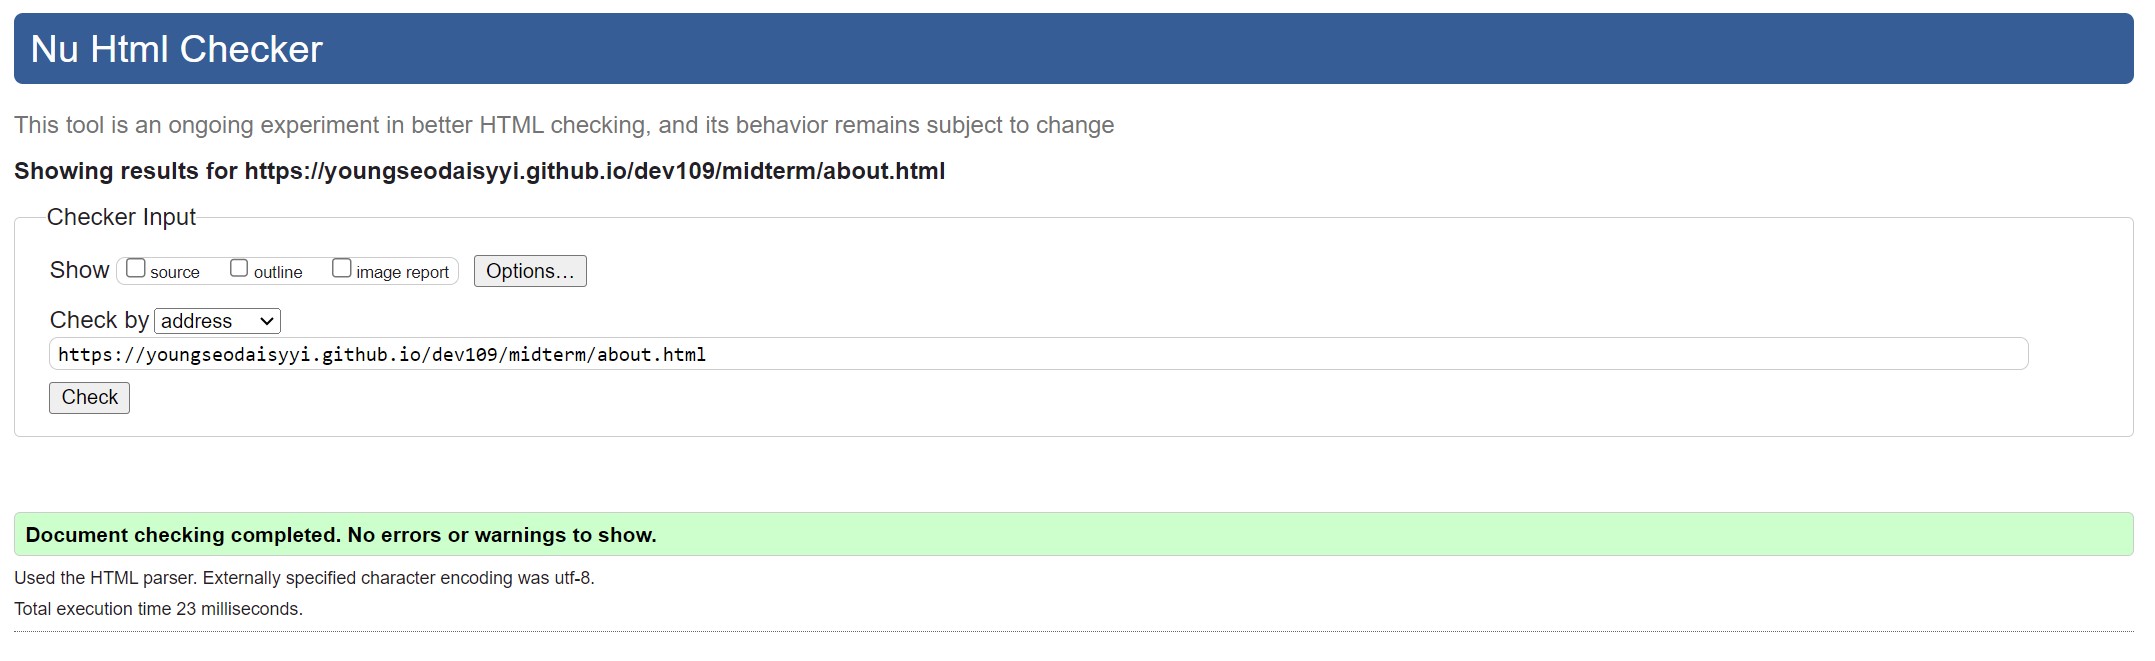 Nu Html Checker
This tool is an ongoing experiment in better HTML checking, and its behavior remains subject to change
Showing results for https://youngseodaisyyi.github.io/dev109/midterm/about.html
Checker Input
Show source outline image report Options…
Check by address
https://youngseodaisyyi.github.io/dev109/midterm/about.html
Check
Document checking completed. No errors or warnings to show.
Used the HTML parser. Externally specified character encoding was utf-8.
Total execution time 23 milliseconds.